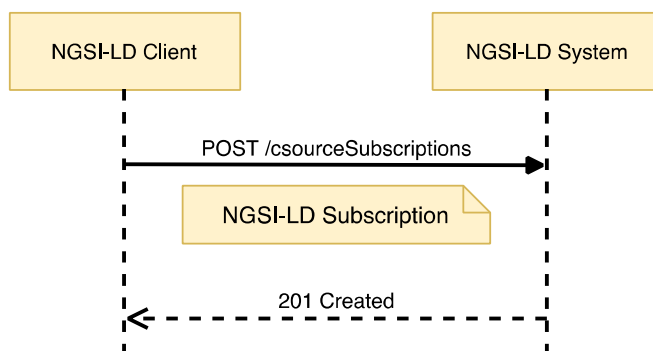 NGSI-LD Client
NGSI-LD System
POST /csourceSubscriptions
NGSI-LD Subscription
201 Created